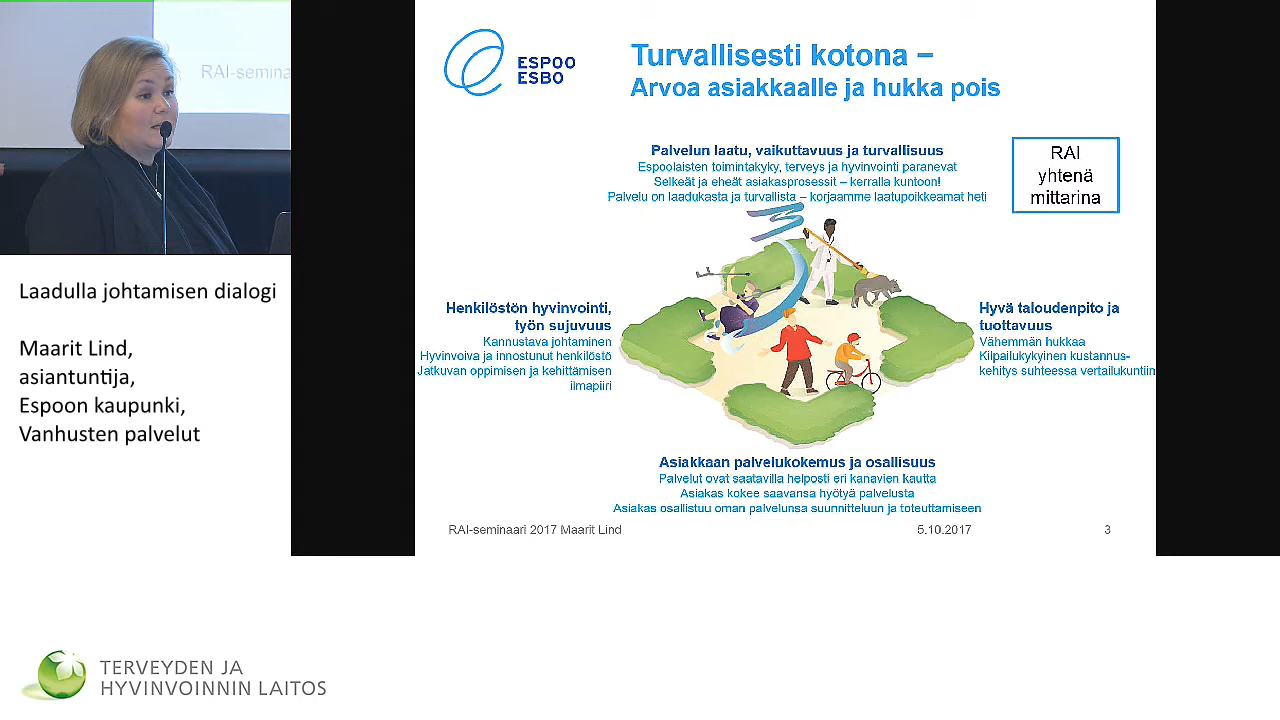 RAI-semina
Laadulla johtamisen dialogi
Maarit Lind,
asiantuntija,
Espoon kaupunki,
Vanhusten palvelut
TERVEYDEN JA
HYVINVOINNIN LAITOS
ESPOO
ESBO
Turvallisesti kotona –
Arvoa asiakkaalle ja hukka pois
Palvelun laatu, vaikuttavuus ja turvallisuus
Espoolaisten toimintakyky, terveys ja hyvinvointi paranevat
Selkeät ja eheät asiakasprosessit – kerralla kuntoon!
Palvelu on laadukasta ja turvallista – korjaamme laatupoikkeamat heti
RAI
yhtenä
mittarina
Henkilöstön hyvinvointi,
työn sujuvuus
Kannustava johtaminen
Hyvinvoiva ja innostunut henkilöstö
Jatkuvan oppimisen ja kehittämisen
ilmapiiri
Hyvä taloudenpito ja
tuottavuus
Vähemmän hukkaa
Kilpailukykyinen kustannus-
kehitys suhteessa vertailukuntiin
Asiakkaan palvelukokemus ja osallisuus
Palvelut ovat saatavilla helposti eri kanavien kautta
Asiakas kokee saavansa hyötyä palvelusta
Asiakas osallistuu oman palvelunsa suunnitteluun ja toteuttamiseen
RAI-seminaari 2017 Maarit Lind
5.10.2017
3